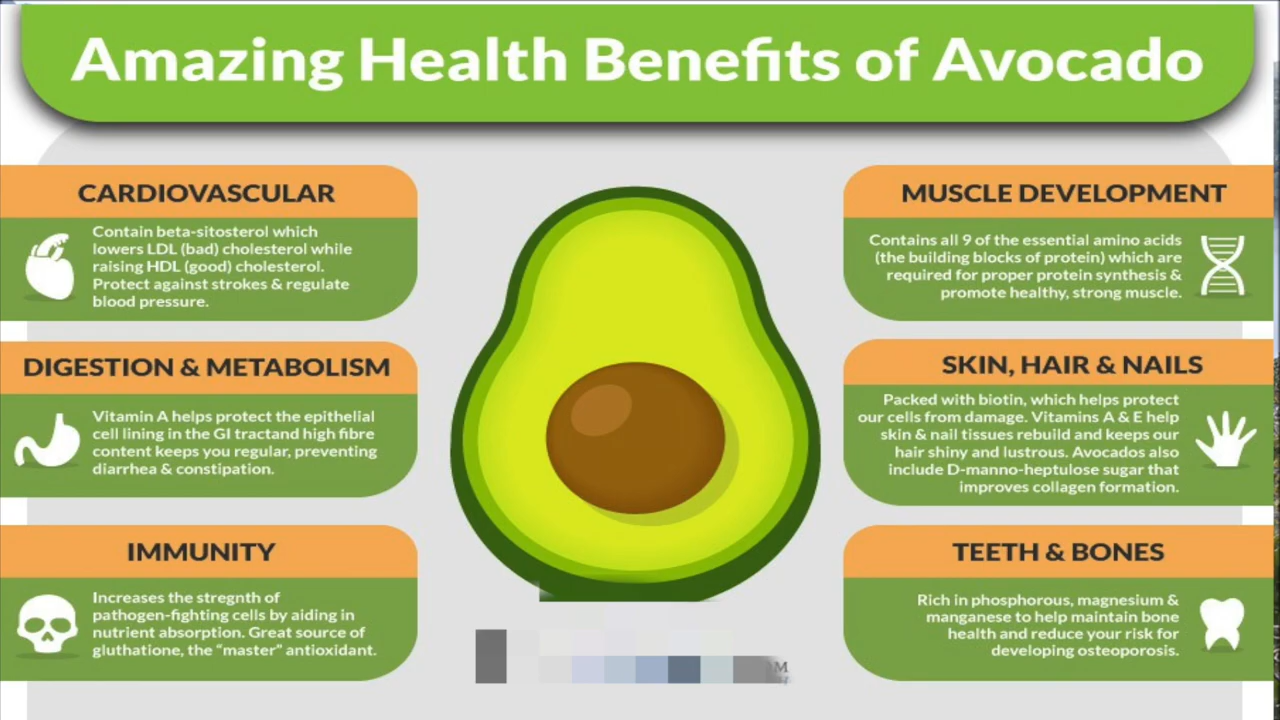 Amazing Health Benefits of Avocado
CARDIOVASCULAR
Contain beta-sitosterol which
lowers LDL (bad) cholesterol while
raising HDL (good) cholesterol.
Protect against strokes & regulate
blood pressure.
DIGESTION & METABOLISM
Vitamin A helps protect the epithelial
cell lining in the GI tractand high fibre
content keeps you regular, preventing
diarrhea & constipation.
IMMUNITY
Increases the stregnth of
pathogen-fighting cells by aiding in
nutrient absorption. Great source of
gluthatione, the “master” antioxidant.
MUSCLE DEVELOPMENT
Contains all 9 of the essential amino acids
(the building blocks of protein) which are
required for proper protein synthesis &
promote healthy, strong muscle.
SKIN, HAIR & NAILS
Packed with biotin, which helps protect
our cells from damage. Vitamins A & E help
skin & nail tissues rebuild and keeps our
hair shiny and lustrous. Avocados also
include D-manno-heptulose sugar that
improves collagen formation.
TEETH & BONES
Rich in phosphorous, magnesium &
manganese to help maintain bone
health and reduce your risk for
developing osteoporosis.